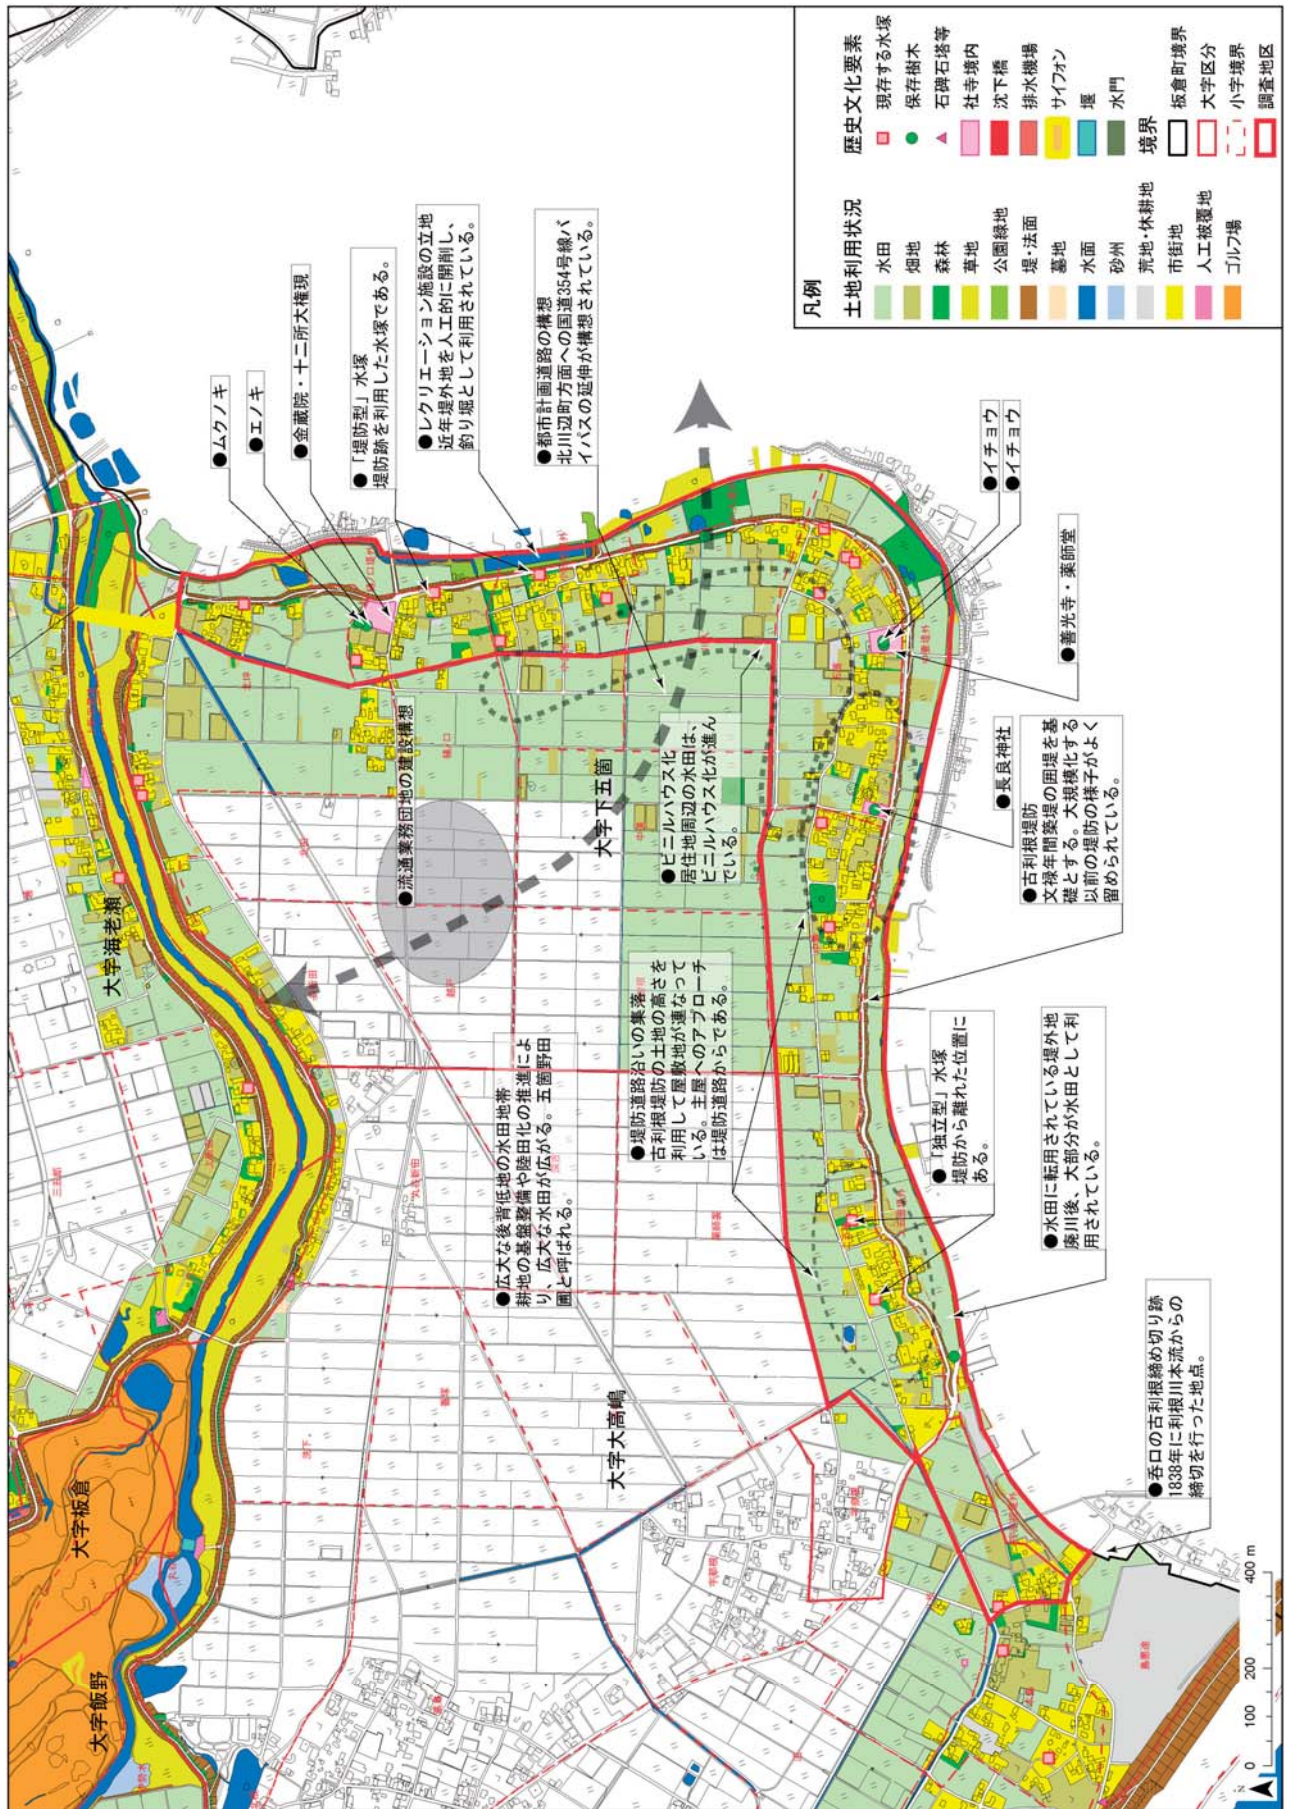 凡例
土地利用状況
水田
畑地
森林
草地
公園緑地
堤・法面
墓地
水面
砂州
荒地・休耕地
市街地
人工被覆地
ゴルフ場
歴史文化要素
現存する水塚
保存樹木
石碑石塔等
社寺境内
沈下橋
排水機場
サイフォン
堰
水門
境界
板倉町境界
大字区分
小字境界
調査地区
●ムクノキ
●エノキ
●金蔵院・十二所大権現
●「堤防型」水塚
堤防跡を利用した水塚である。
●レクリエーション施設の立地
近年堤外地を人工的に開削し、
釣り堀として利用されている。
●都市計画道路の構想
北川辺町方面への国道354号線バ
イパスの延伸が構想されている。
●イチョウ
●イチョウ
●善光寺・薬師堂
●長良神社
●古利根堤防
文禄年間築堤の囲堤を基
礎とする。大規模化する
以前の堤防の様子がよく
留められている。
●流通業務団地の建設構想
大字下五箇
●ビニルハウス化
居住地周辺の水田は、
ビニルハウス化が進ん
でいる。
●堤防道路沿いの集落
古利根堤防の土地の高さを
利用して屋敷地が連なって
いる。主屋へのアプローチ
は堤防道路からである。
●広大な後背低地の水田地帯
耕地の基盤整備や陸田化の推進によ
り、広大な水田が広がる。五箇野田
圃と呼ばれる。
●「独立型」水塚
堤防から離れた位置に
ある。
●水田に転用されている堤外地
廃川後、大部分が水田として利
用されている。
●呑口の古利根締め切り跡
1838年に利根川本流からの
締切を行った地点。
大字海老瀬
大字大高嶋
大字板倉
大字飯野
N
0 100 200 400 m